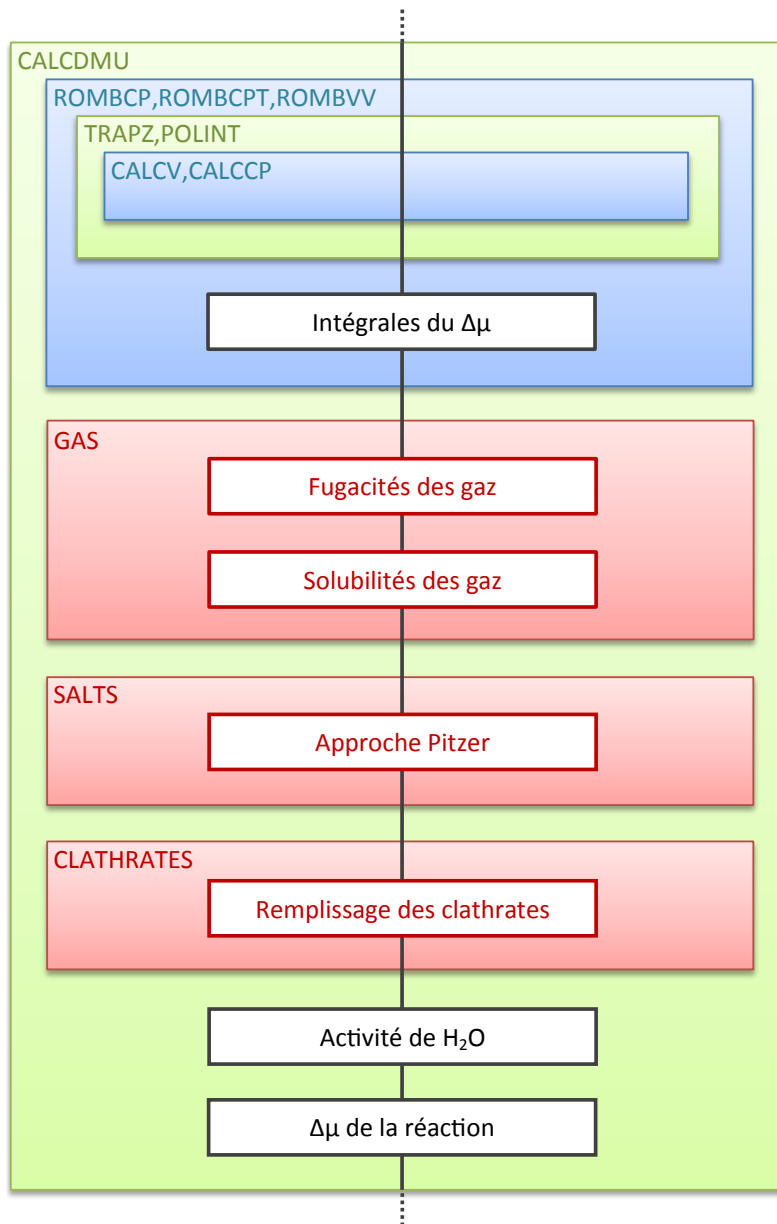 CALCDMU
ROMBCP,ROMBCPT,ROMBVV
TRAPZ,POLINT
CALCV,CALCCP
Intégrales du Δμ
GAS
Fugacités des gaz
Solubilités des gaz
SALTS
Approche Pitzer
CLATHRATES
Remplissage des clathrates
Activité de H₂O
Δμ de la réaction